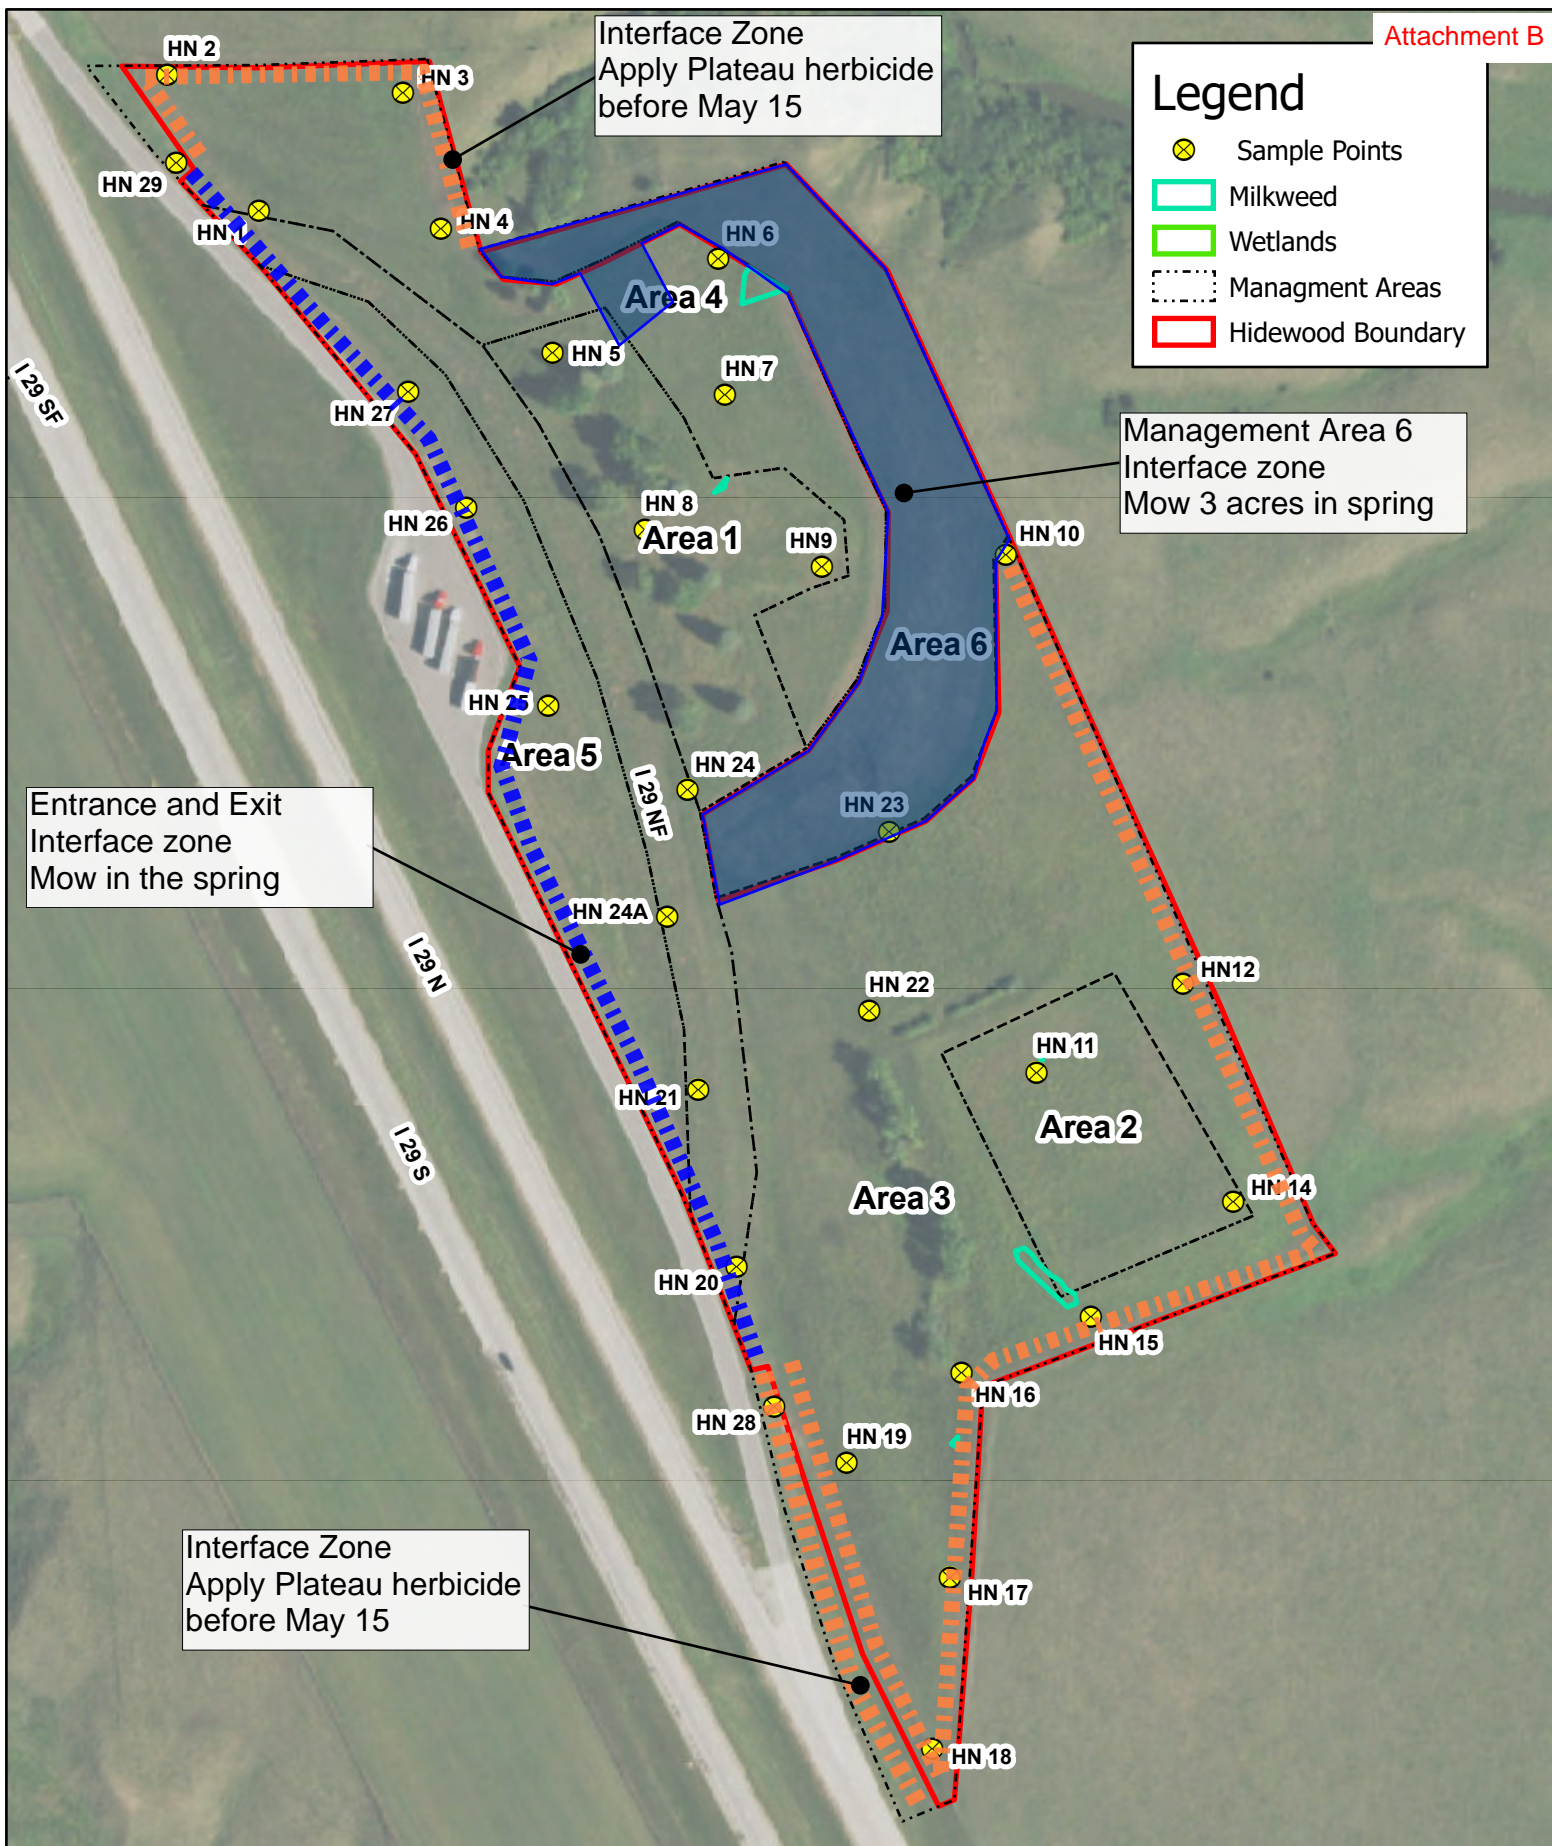 Attachment B
Legend
Sample Points
Milkweed
Wetlands
Managment Areas
Hidewood Boundary
Interface Zone
Apply Plateau herbicide
before May 15
HN 2
HN 3
HN 29
HN 1
HN 4
HN 6
Area 4
HN 5
HN 7
HN 27
I 29 SF
Management Area 6
Interface zone
Mow 3 acres in spring
HN 26
HN 8
Area 1
HN9
HN 10
Area 6
HN 25
Area 5
HN 24
I 29 NF
HN 23
Entrance and Exit
Interface zone
Mow in the spring
HN 24A
I 29 N
HN12
HN 22
HN 11
HN 21
Area 2
I 29 S
Area 3
HN 14
HN 20
HN 15
HN 16
HN 28
HN 19
Interface Zone
Apply Plateau herbicide
before May 15
HN 17
HN 18